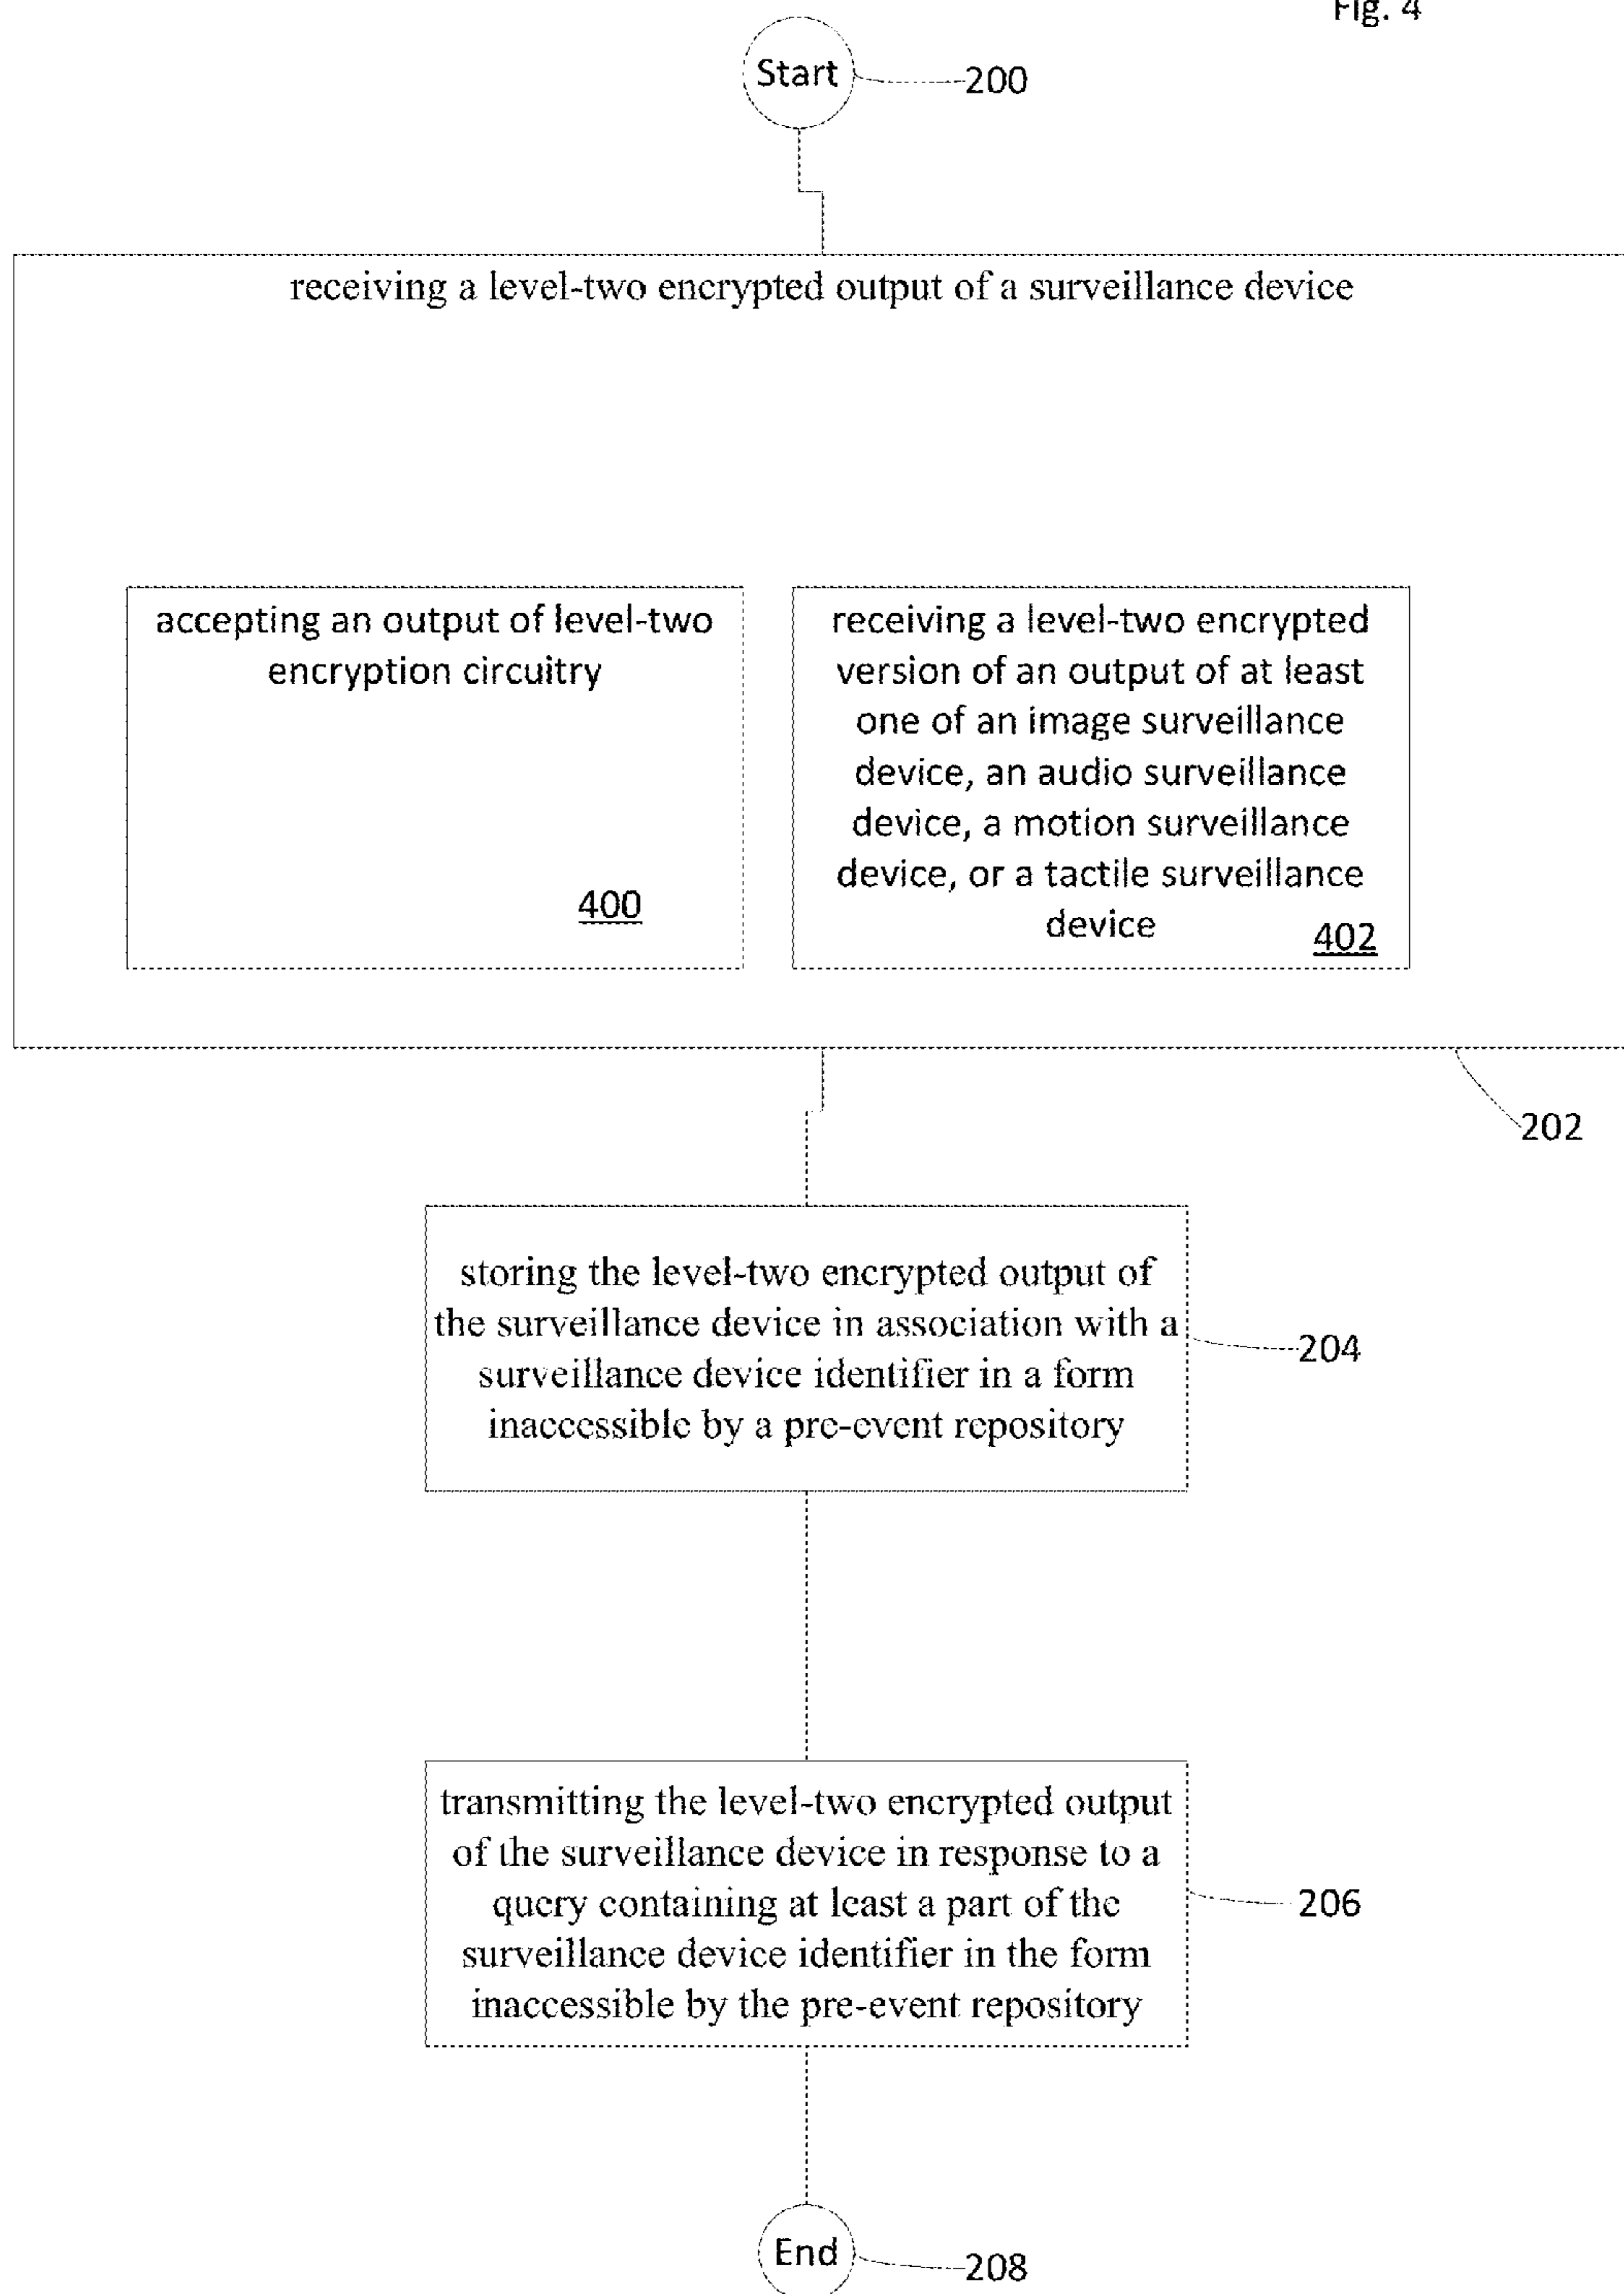 Fig. 4
Start
200
receiving a level-two encrypted output of a surveillance device
accepting an output of level-two
encryption circuitry
400
receiving a level-two encrypted
version of an output of at least
one of an image surveillance
device, an audio surveillance
device, a motion surveillance
device, or a tactile surveillance
device
402
202
storing the level-two encrypted output of
the surveillance device in association with a
surveillance device identifier in a form
inaccessible by a pre-event repository
204
transmitting the level-two encrypted output
of the surveillance device in response to a
query containing at least a part of the
surveillance device identifier in the form
inaccessible by the pre-event repository
206
End
208